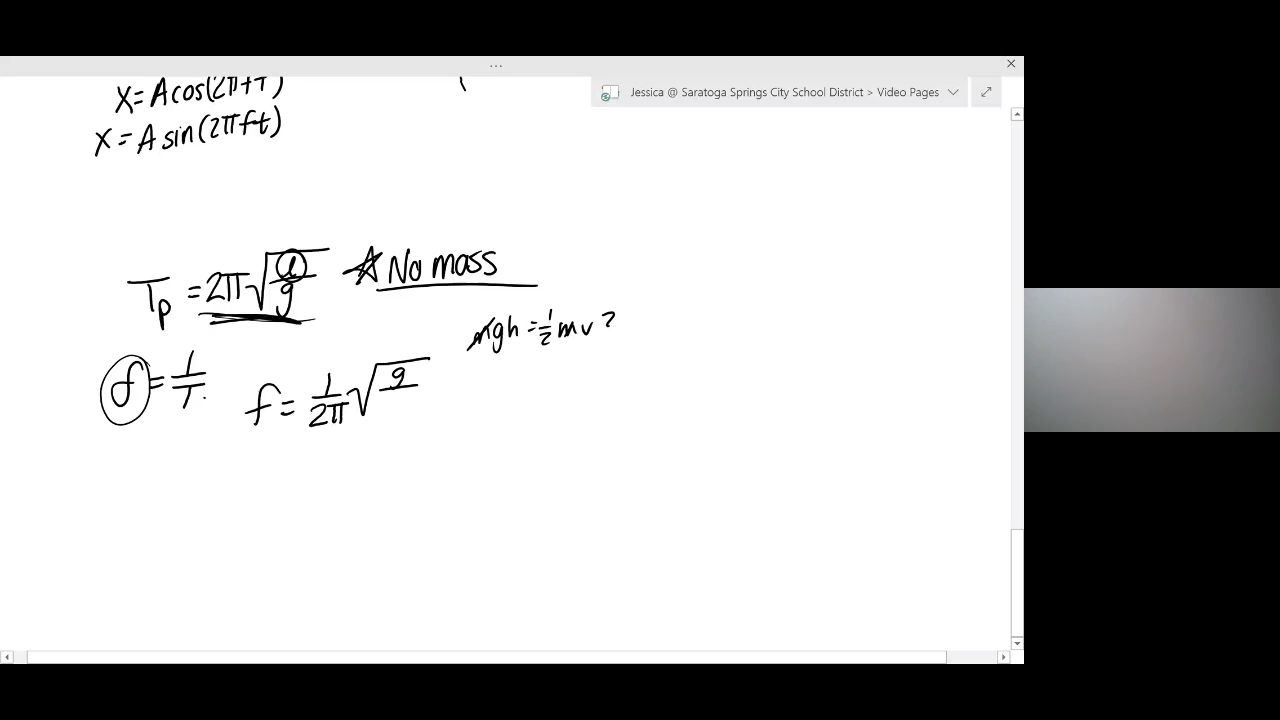 ...
Jessica @ Saratoga Springs City School District > Video Pages
x = A cos(2πft)
x = A sin(2πft)
T_p = 2π√(l/g) ☆ No mass
mgh = ½mv²
f = 1/T
f = 1/2π √g